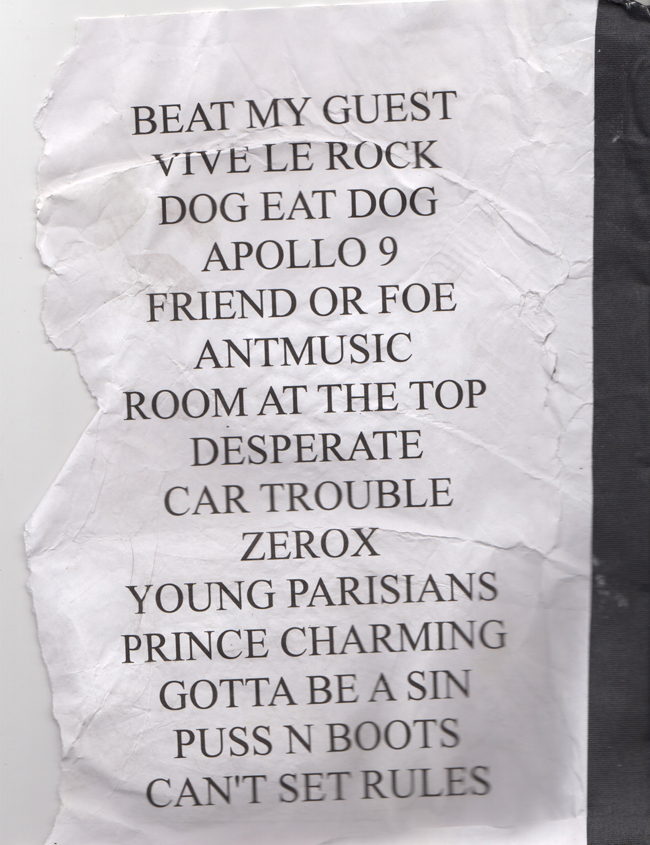 BEAT MY GUEST
VIVE LE ROCK
DOG EAT DOG
APOLLO 9
FRIEND OR FOE
ANTMUSIC
ROOM AT THE TOP
DESPERATE
CAR TROUBLE
ZEROX
YOUNG PARISIANS
PRINCE CHARMING
GOTTA BE A SIN
PUSS N BOOTS
CAN'T SET RULES